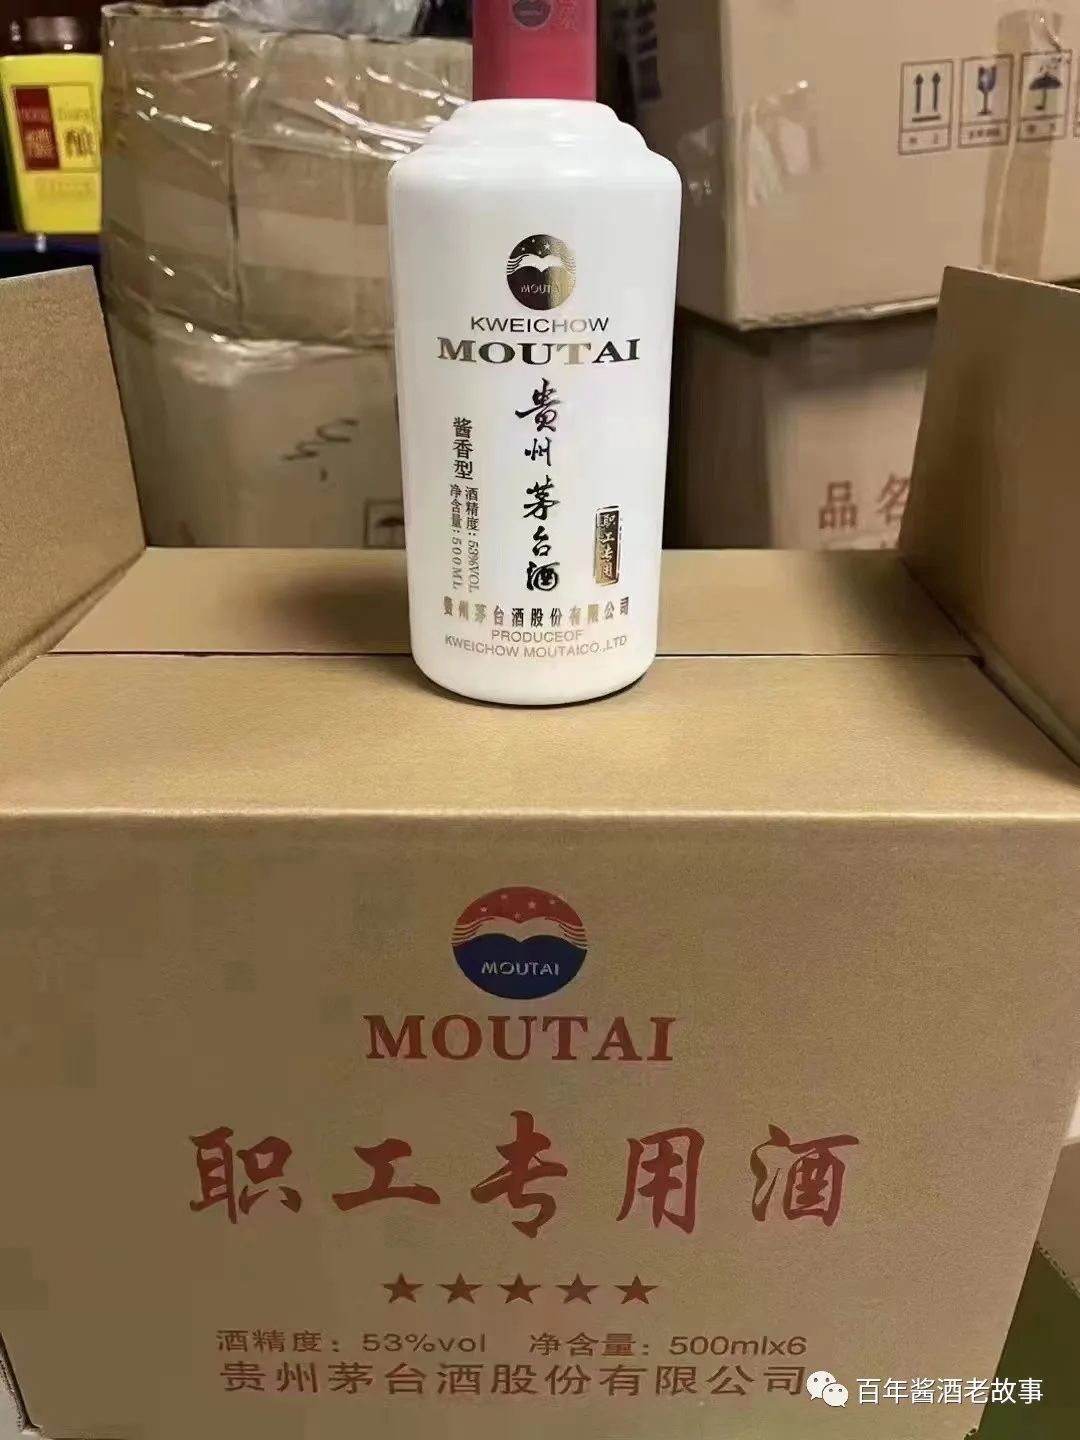 酿
MOUTAI
KWEICHOW
MOUTAI
贵州茅台酒
酱香型
酒精度：53%VOL
净含量：500ML
职工专用
贵州茅台酒股份有限公司
PRODUCEOF
KWEICHOW MOUTAICO.,LTD
品名
MOUTAI
MOUTAI
职工专用酒
★★★★★
酒精度：53%vol 净含量：500mlx6
贵州茅台酒股份有限公司
百年酱酒老故事